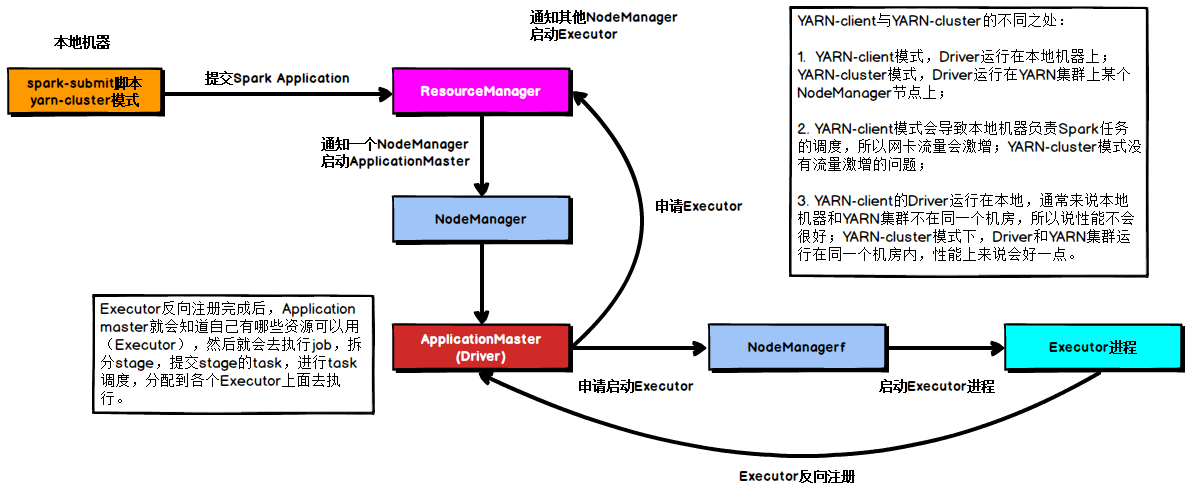 本地机器
spark-submit脚本
yarn-cluster模式
提交Spark Application
通知其他NodeManager
启动Executor
ResourceManager
通知一个NodeManager
启动ApplicationMaster
NodeManager
申请Executor
YARN-client与YARN-cluster的不同之处：
1. YARN-client模式，Driver运行在本地机器上；
YARN-cluster模式，Driver运行在YARN集群上某个
NodeManager节点上；
2. YARN-client模式会导致本地机器负责Spark任务
的调度，所以网卡流量会激增；YARN-cluster模式没
有流量激增的问题；
3. YARN-client的Driver运行在本地，通常来说本地
机器和YARN集群不在同一个机房，所以说性能不会
很好；YARN-cluster模式下，Driver和YARN集群运
行在同一个机房内，性能上来说会好一点。
Executor反向注册完成后，Application
master就会知道自己有哪些资源可以用
（Executor），然后就会去执行job，拆
分stage，提交stage的task，进行task
调度，分配到各个Executor上面去执
行。
ApplicationMaster
(Driver)
申请启动Executor
NodeManagerf
启动Executor进程
Executor进程
Executor反向注册